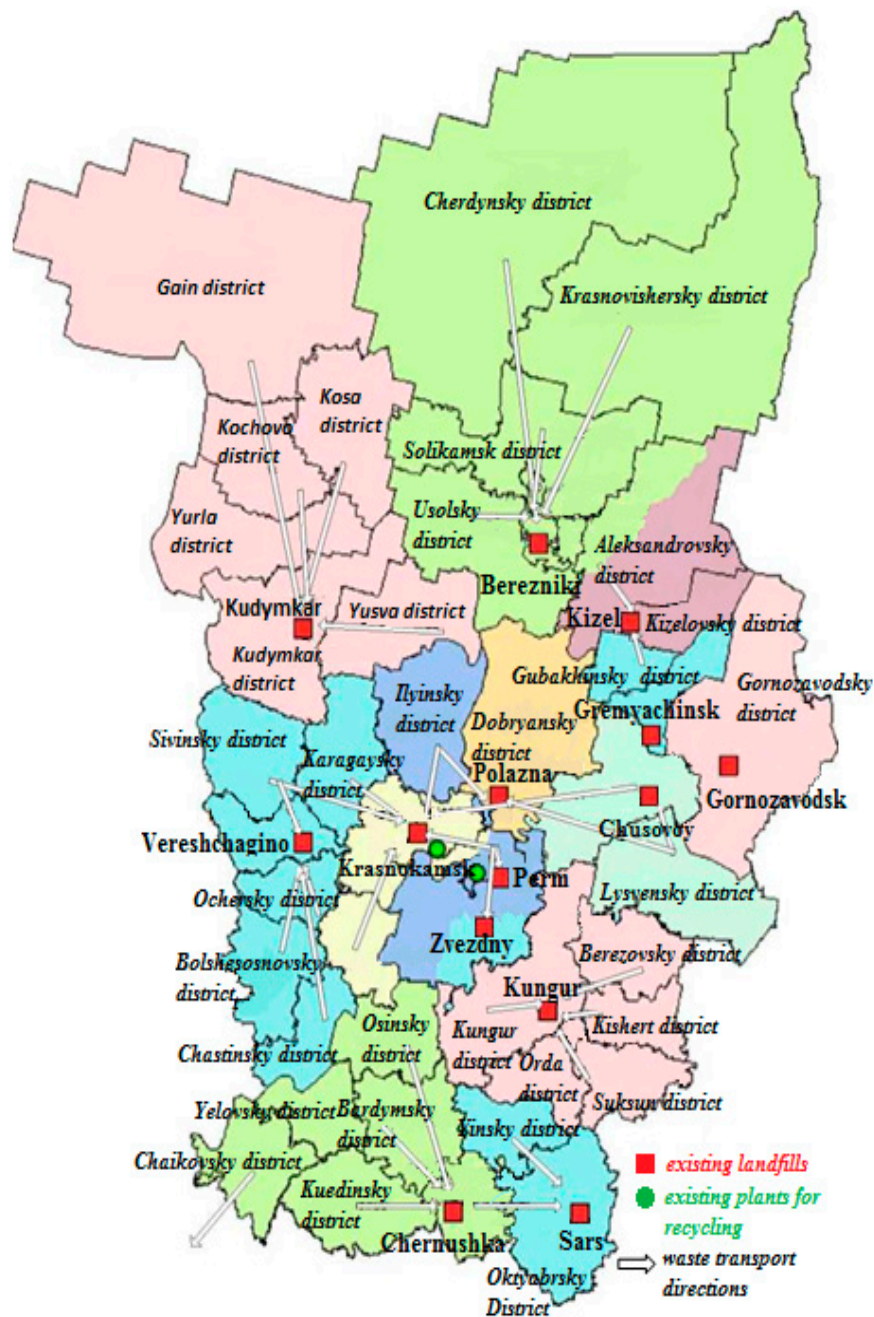 Cherdynsky district
Gain district
Krasnovishersky district
Kosa
district
Kochovo
district
Solikamsk district
Usolsky
district
Yurla
district
Aleksandrovsky
district
Berezniki
Kudymkar
Yusva district
Kizel
Kizelovsky district
Kudymkar
district
Gubakhinsky district
Ilyinsky
district
Gornozavodsky
district
Dobryansky
district
Gremyachinsk
Sivinsky district
Karagaysky
district
Polazna
Gornozavodsk
Chusovoy
Vereshchagino
Krasnokamsk
Perm
Lysvensky district
Ochersky district
Zvezdny
Berezovsky district
Bolshesosnovsky
district
Kungur
Kishert district
Osinsky
district
Kungur
district
Orda
district
Chastinsky district
Suksun district
Yelovsky district
Bardymsky
district
Vinsky district
Chaikovsky district
existing landfills
Kuedinsky
district
existing plants for
recycling
Chernushka
Sars
waste transport
directions
Oktyabrsky
District